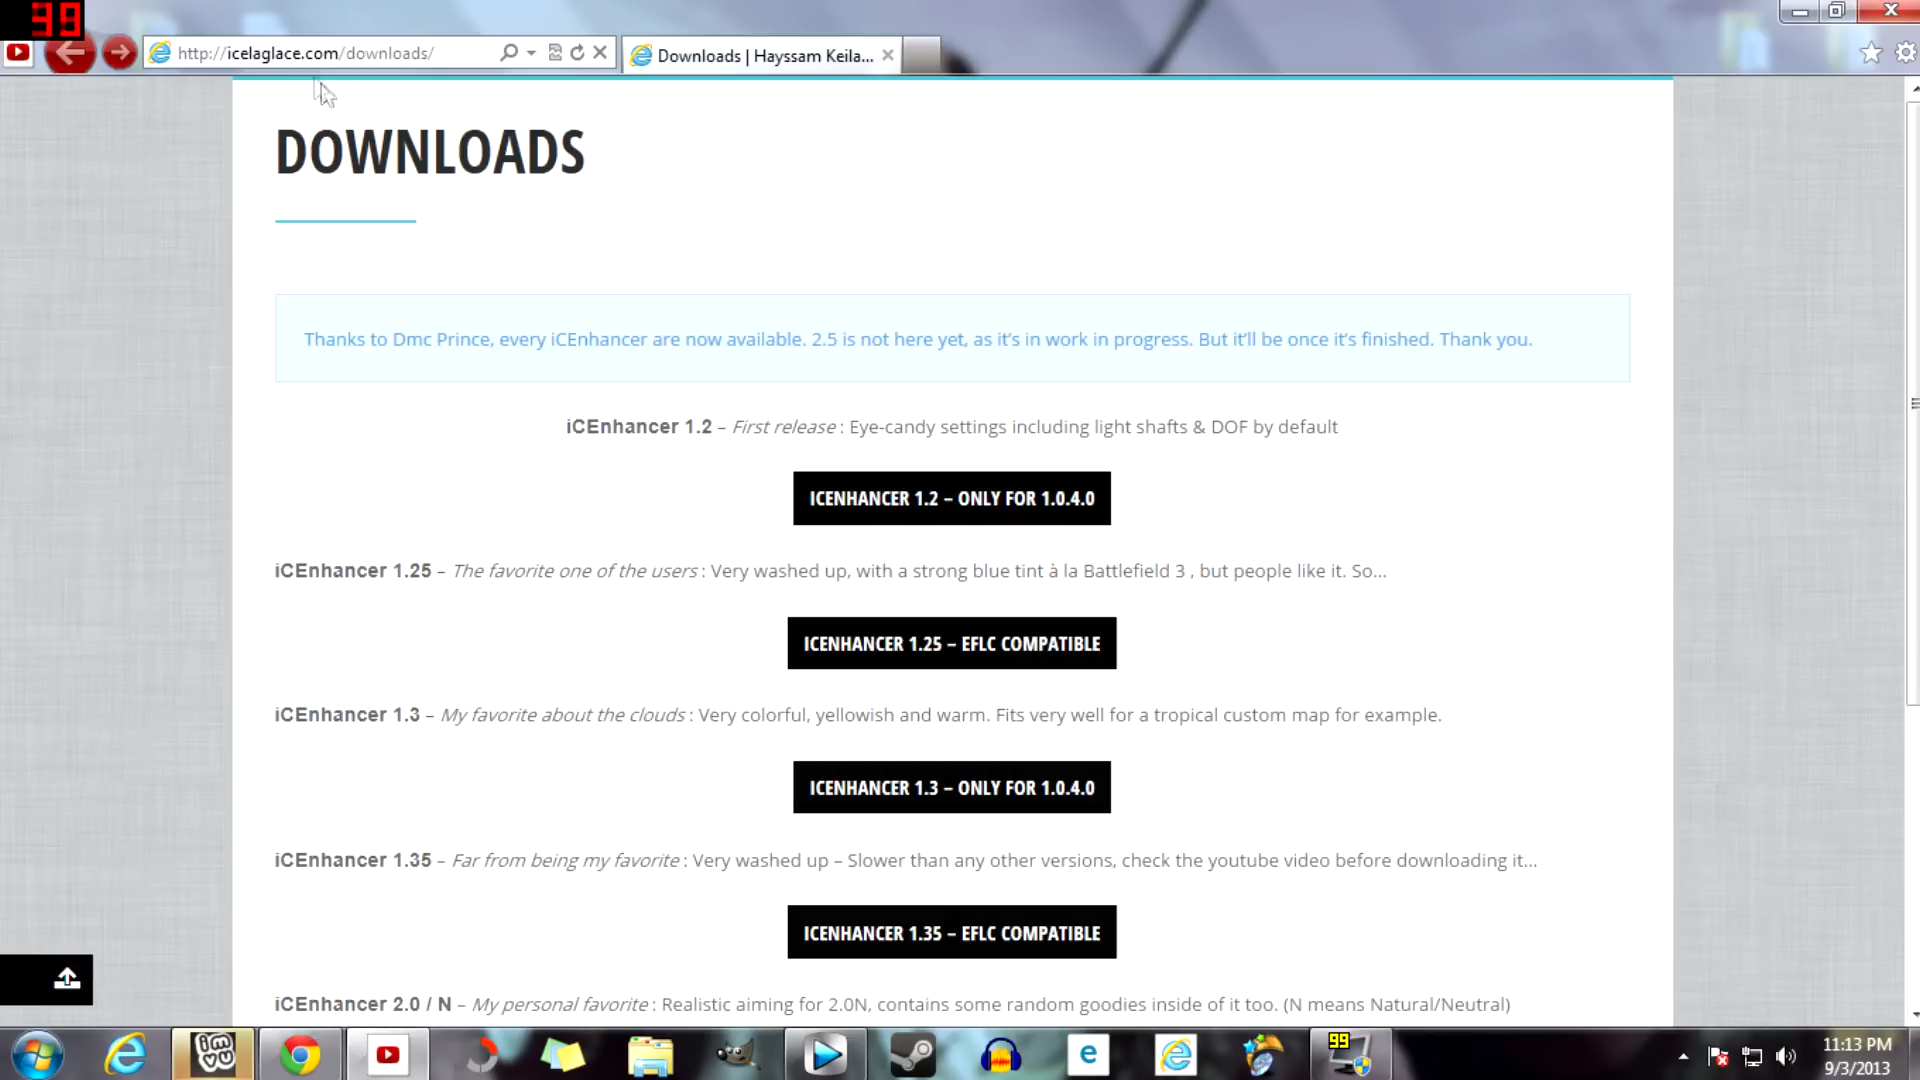 99
http://icelaglace.com/downloads/
Downloads | Hayssam Keila...
DOWNLOADS
Thanks to Dmc Prince, every iCEnhancer are now available. 2.5 is not here yet, as it's in work in progress. But it'll be once it's finished. Thank you.
iCEnhancer 1.2 – First release : Eye-candy settings including light shafts & DOF by default
ICENHANCER 1.2 – ONLY FOR 1.0.4.0
iCEnhancer 1.25 – The favorite one of the users : Very washed up, with a strong blue tint à la Battlefield 3 , but people like it. So...
ICENHANCER 1.25 – EFLC COMPATIBLE
iCEnhancer 1.3 – My favorite about the clouds : Very colorful, yellowish and warm. Fits very well for a tropical custom map for example.
ICENHANCER 1.3 – ONLY FOR 1.0.4.0
iCEnhancer 1.35 – Far from being my favorite : Very washed up – Slower than any other versions, check the youtube video before downloading it...
ICENHANCER 1.35 – EFLC COMPATIBLE
iCEnhancer 2.0 / N – My personal favorite : Realistic aiming for 2.0N, contains some random goodies inside of it too. (N means Natural/Neutral)
imvu
99
11:13 PM
9/3/2013